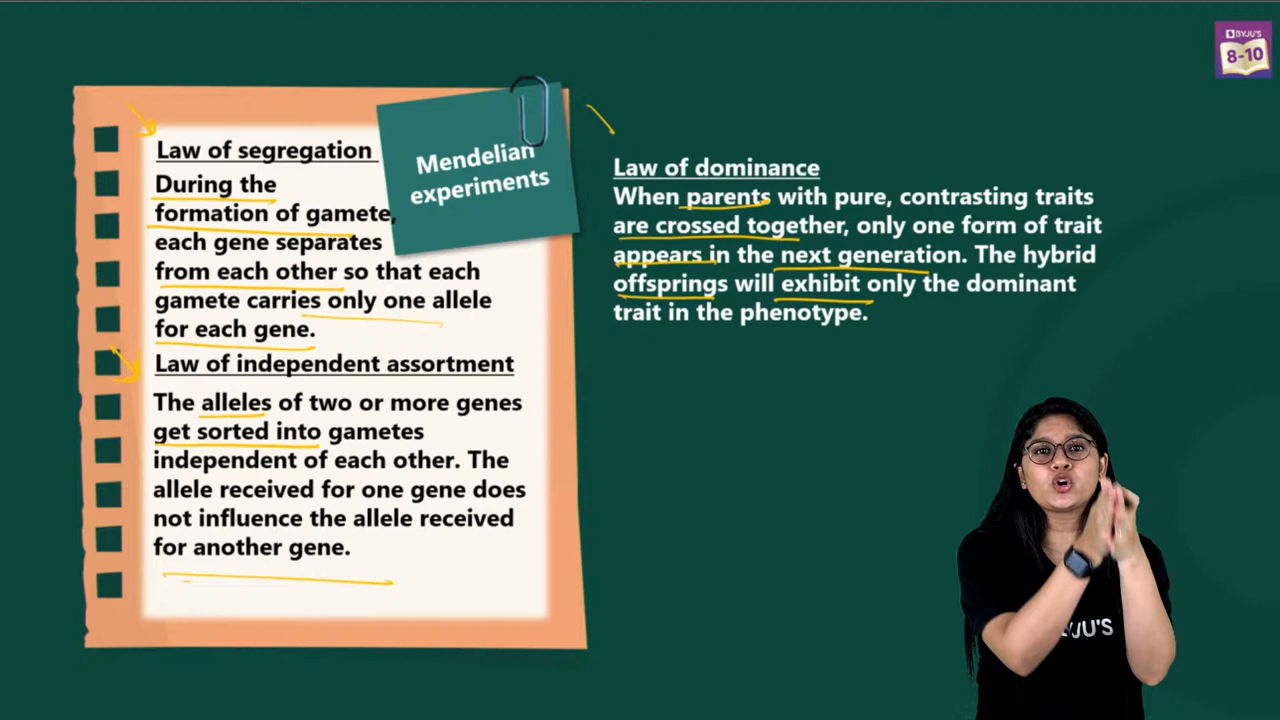 BYJU'S
8-10
Mendelian
experiments
Law of segregation
During the
formation of gamete,
each gene separates
from each other so that each
gamete carries only one allele
for each gene.
Law of independent assortment
The alleles of two or more genes
get sorted into gametes
independent of each other. The
allele received for one gene does
not influence the allele received
for another gene.
Law of dominance
When parents with pure, contrasting traits
are crossed together, only one form of trait
appears in the next generation. The hybrid
offsprings will exhibit only the dominant
trait in the phenotype.
YJU'S